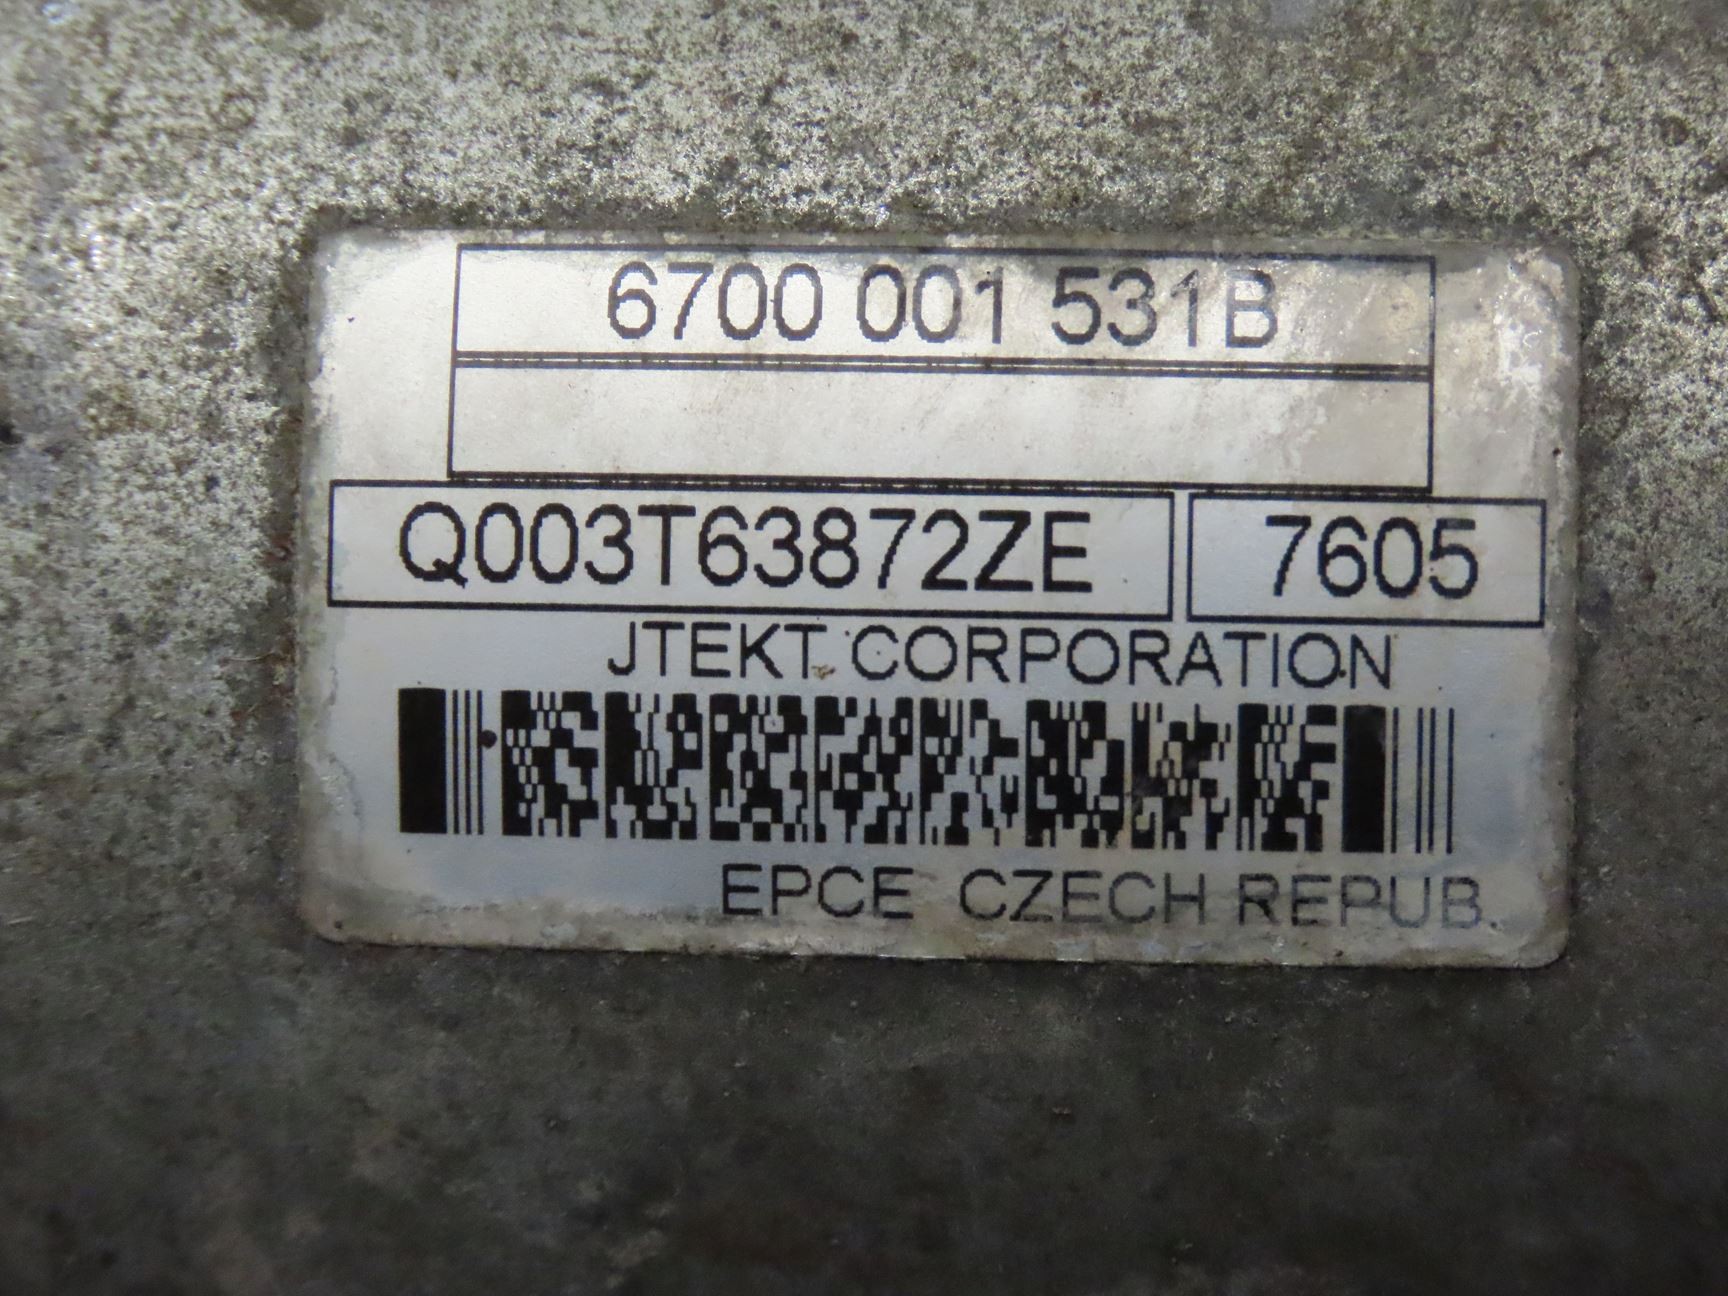 6700 001 531B
Q003T63872ZE 7605
JTEKT CORPORATION
EPCE CZECH REPUB.